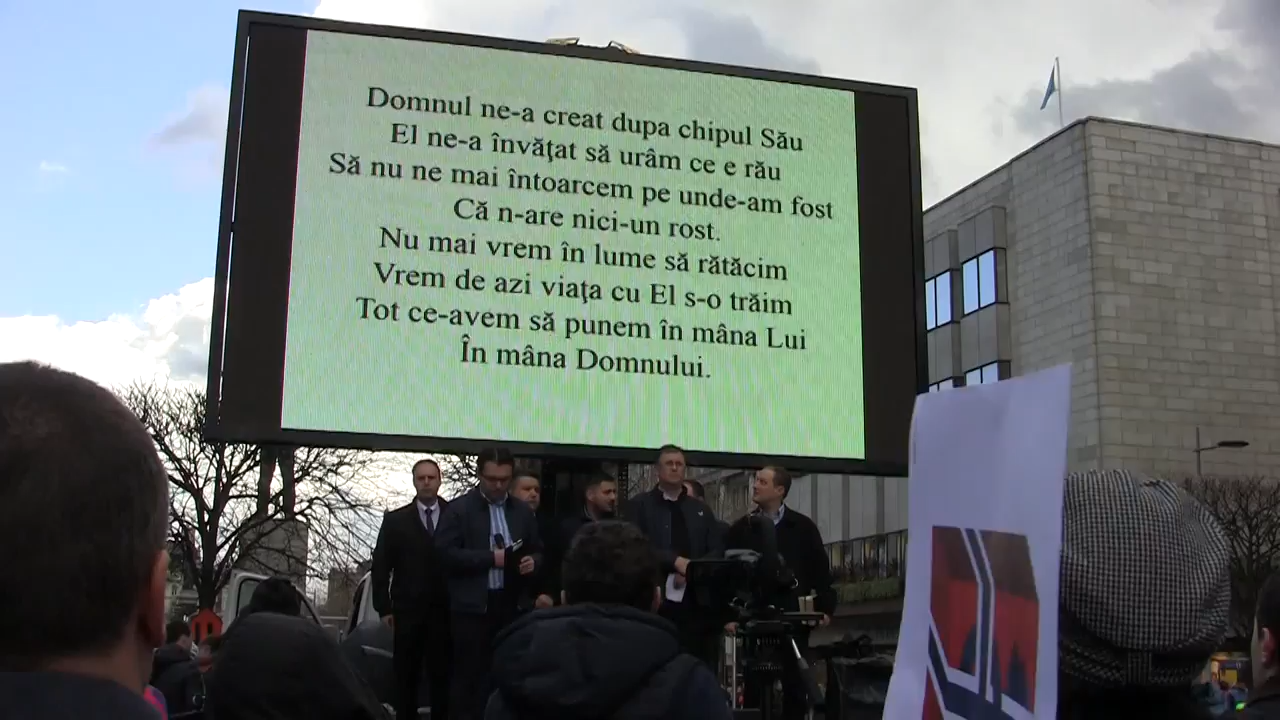 Domnul ne-a creat dupa chipul Său
El ne-a învăţat să urâm ce e rău
Să nu ne mai întoarcem pe unde-am fost
Că n-are nici-un rost.
Nu mai vrem în lume să rătăcim
Vrem de azi viaţa cu El s-o trăim
Tot ce-avem să punem în mâna Lui
În mâna Domnului.